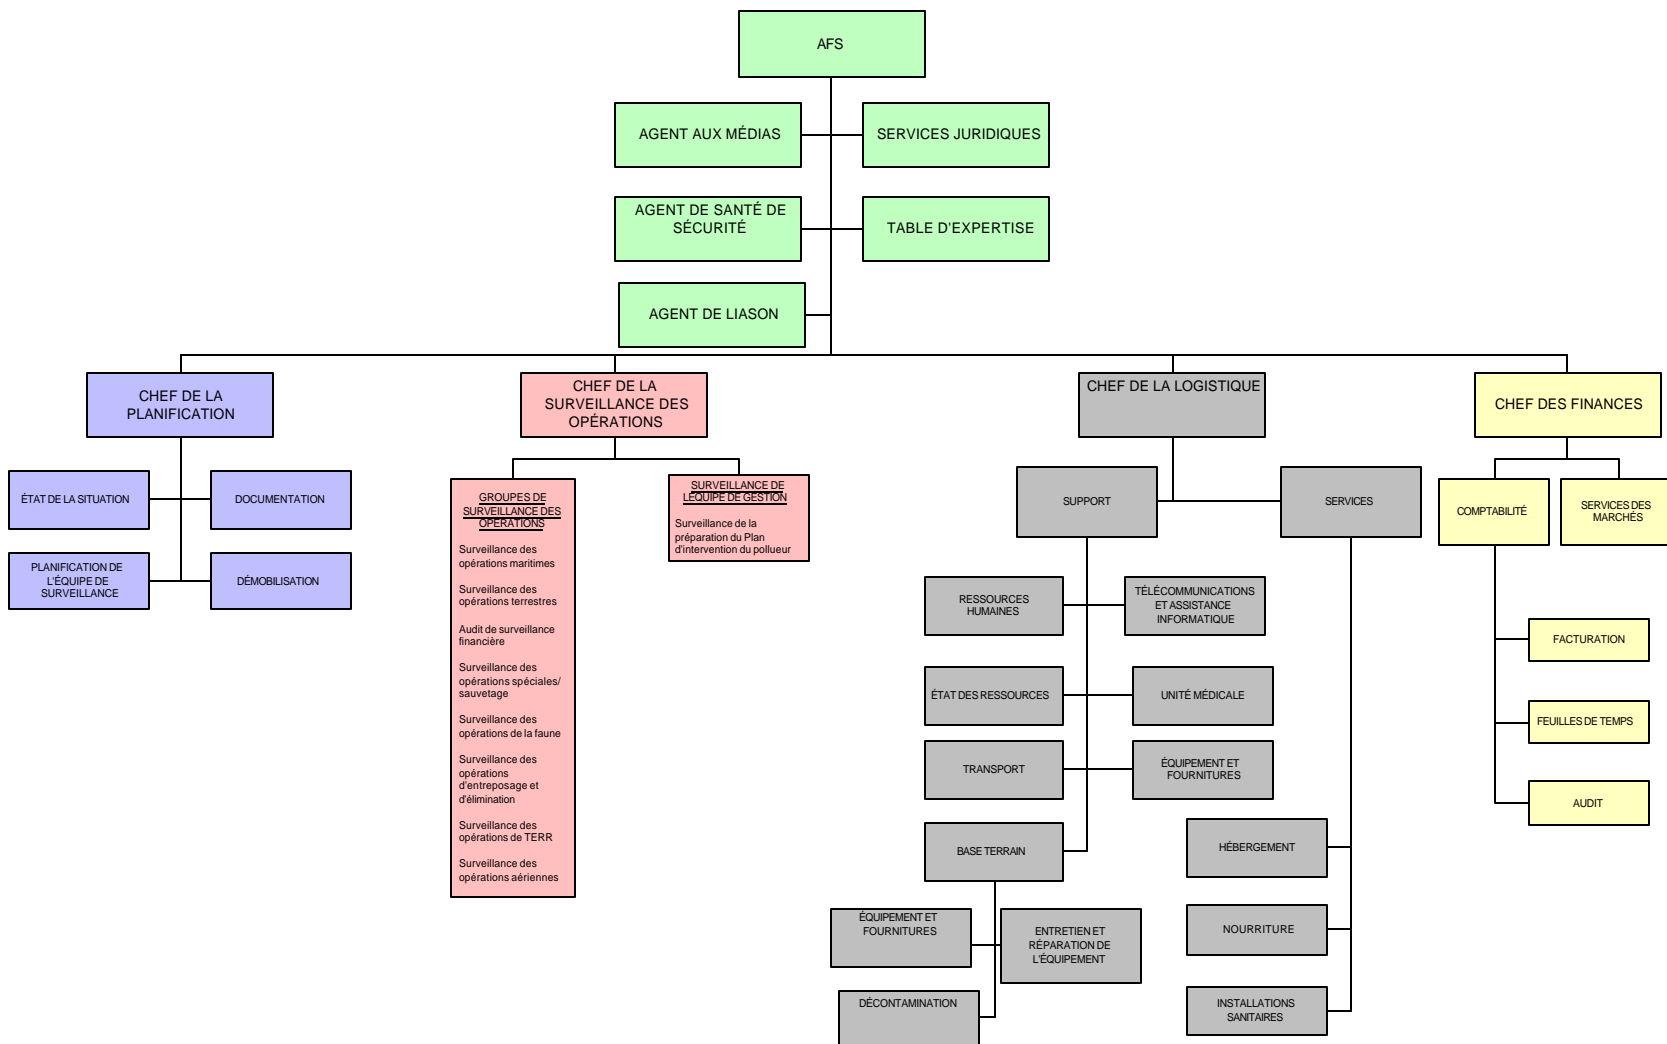 AFS
AGENT AUX MÉDIAS
SERVICES JURIDIQUES
AGENT DE SANTÉ DE
SÉCURITÉ
TABLE D'EXPERTISE
AGENT DE LIASON
CHEF DE LA
PLANIFICATION
CHEF DE LA
SURVEILLANCE DES
OPÉRATIONS
CHEF DE LA LOGISTIQUE
CHEF DES FINANCES
ÉTAT DE LA SITUATION
DOCUMENTATION
PLANIFICATION DE
L'ÉQUIPE DE
SURVEILLANCE
DÉMOBILISATION
GROUPES DE
SURVEILLANCE DES
OPÉRATIONS
Surveillance des
opérations maritimes
Surveillance des
opérations terrestres
Audit de surveillance
financière
Surveillance des
opérations spéciales/
sauvetage
Surveillance des
opérations de la faune
Surveillance des
opérations
d'entreposage et
d'élimination
Surveillance des
opérations de TERR
Surveillance des
opérations aériennes
SURVEILLANCE DE
L'ÉQUIPE DE GESTION
Surveillance de la
préparation du Plan
d'intervention du pollueur
SUPPORT
SERVICES
RESSOURCES
HUMAINES
TÉLÉCOMMUNICATIONS
ET ASSISTANCE
INFORMATIQUE
ÉTAT DES RESSOURCES
UNITÉ MÉDICALE
TRANSPORT
ÉQUIPEMENT ET
FOURNITURES
BASE TERRAIN
ÉQUIPEMENT ET
FOURNITURES
ENTRETIEN ET
RÉPARATION DE
L'ÉQUIPEMENT
DÉCONTAMINATION
HÉBERGEMENT
NOURRITURE
INSTALLATIONS
SANITAIRES
COMPTABILITÉ
SERVICES DES
MARCHÉS
FACTURATION
FEUILLES DE TEMPS
AUDIT